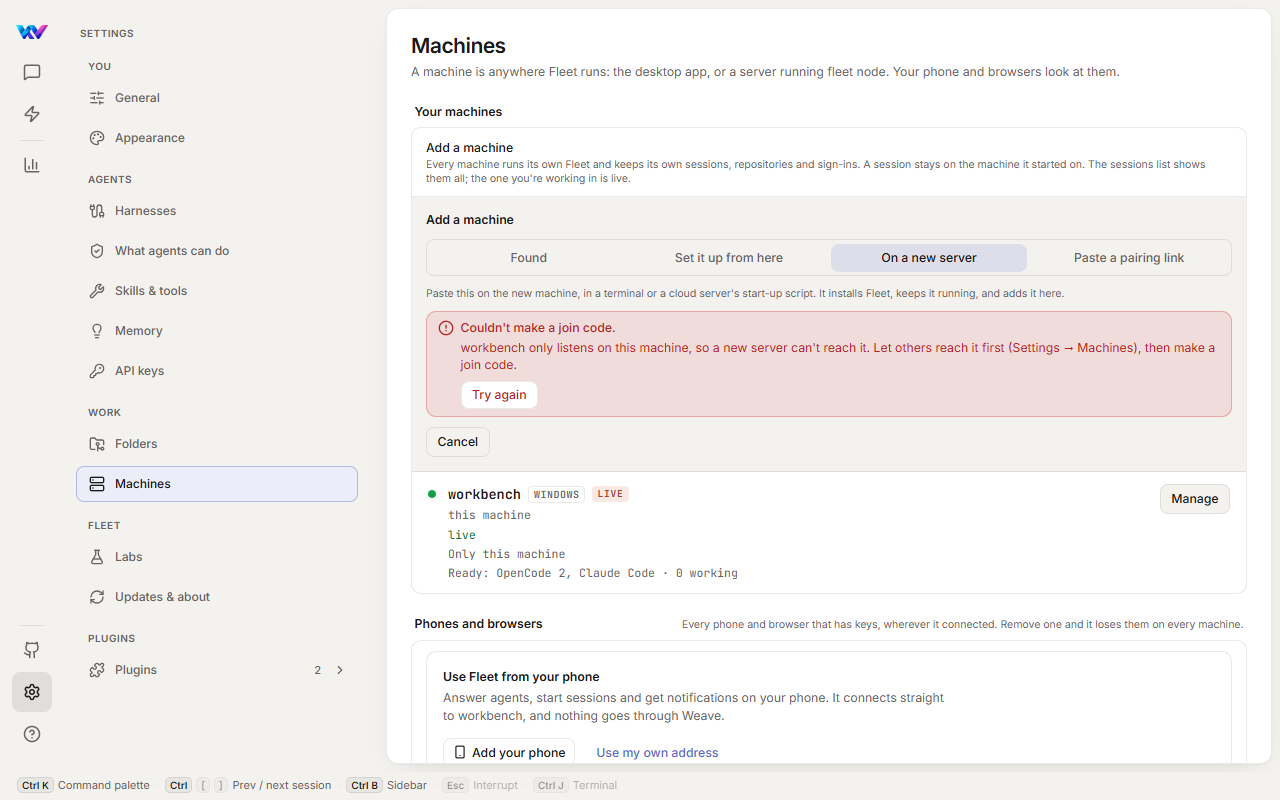 SETTINGS
YOU
General
Appearance
AGENTS
Harnesses
What agents can do
Skills & tools
Memory
API keys
WORK
Folders
Machines
FLEET
Labs
Updates & about
PLUGINS
Plugins 2
Machines
A machine is anywhere Fleet runs: the desktop app, or a server running fleet node. Your phone and browsers look at them.
Your machines
Add a machine
Every machine runs its own Fleet and keeps its own sessions, repositories and sign-ins. A session stays on the machine it started on. The sessions list shows
them all; the one you're working in is live.
Add a machine
Found Set it up from here On a new server Paste a pairing link
Paste this on the new machine, in a terminal or a cloud server's start-up script. It installs Fleet, keeps it running, and adds it here.
Couldn't make a join code.
workbench only listens on this machine, so a new server can't reach it. Let others reach it first (Settings → Machines), then make a
join code.
Try again
Cancel
workbench WINDOWS LIVE Manage
this machine
live
Only this machine
Ready: OpenCode 2, Claude Code · 0 working
Phones and browsers Every phone and browser that has keys, wherever it connected. Remove one and it loses them on every machine.
Use Fleet from your phone
Answer agents, start sessions and get notifications on your phone. It connects straight
to workbench, and nothing goes through Weave.
Add your phone Use my own address
Ctrl K Command palette Ctrl [ ] Prev / next session Ctrl B Sidebar Esc Interrupt Ctrl J Terminal